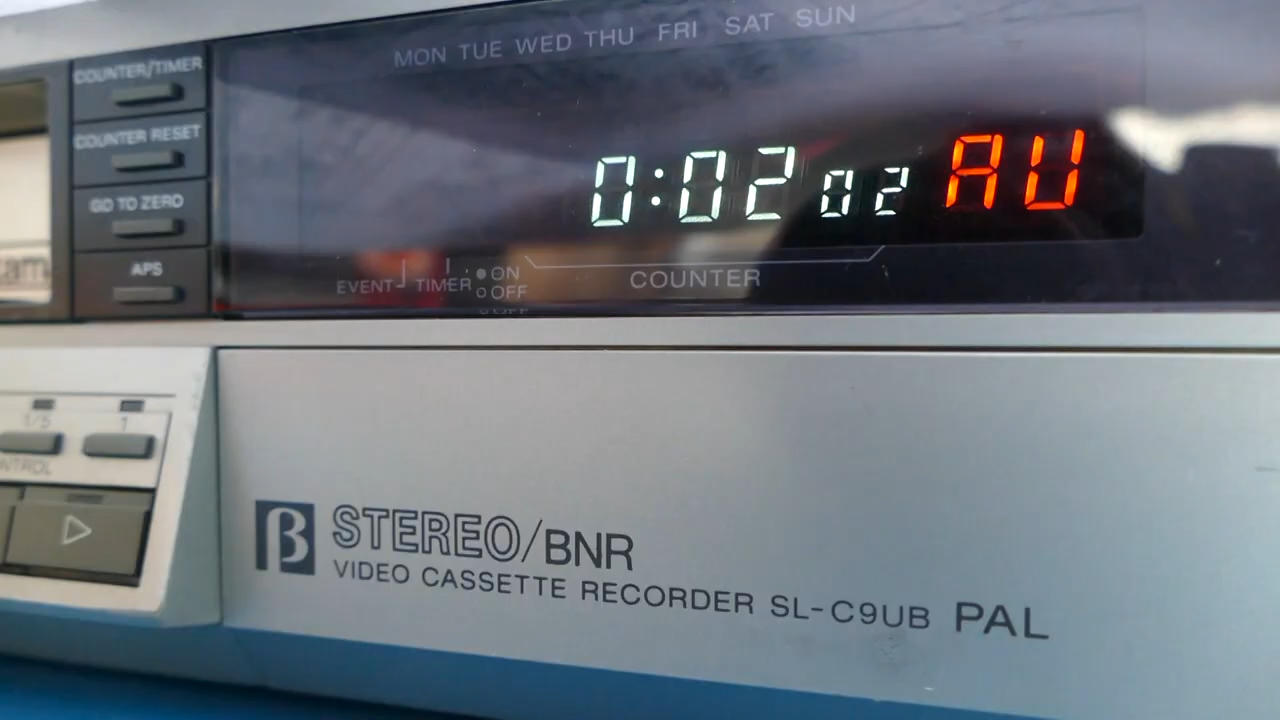 MON TUE WED THU FRI SAT SUN
COUNTER/TIMER
COUNTER RESET
GO TO ZERO
APS
0:02 02 AU
EVENT TIMER ON
OFF
COUNTER
1/5 1
β STEREO/BNR
VIDEO CASSETTE RECORDER SL-C9UB PAL